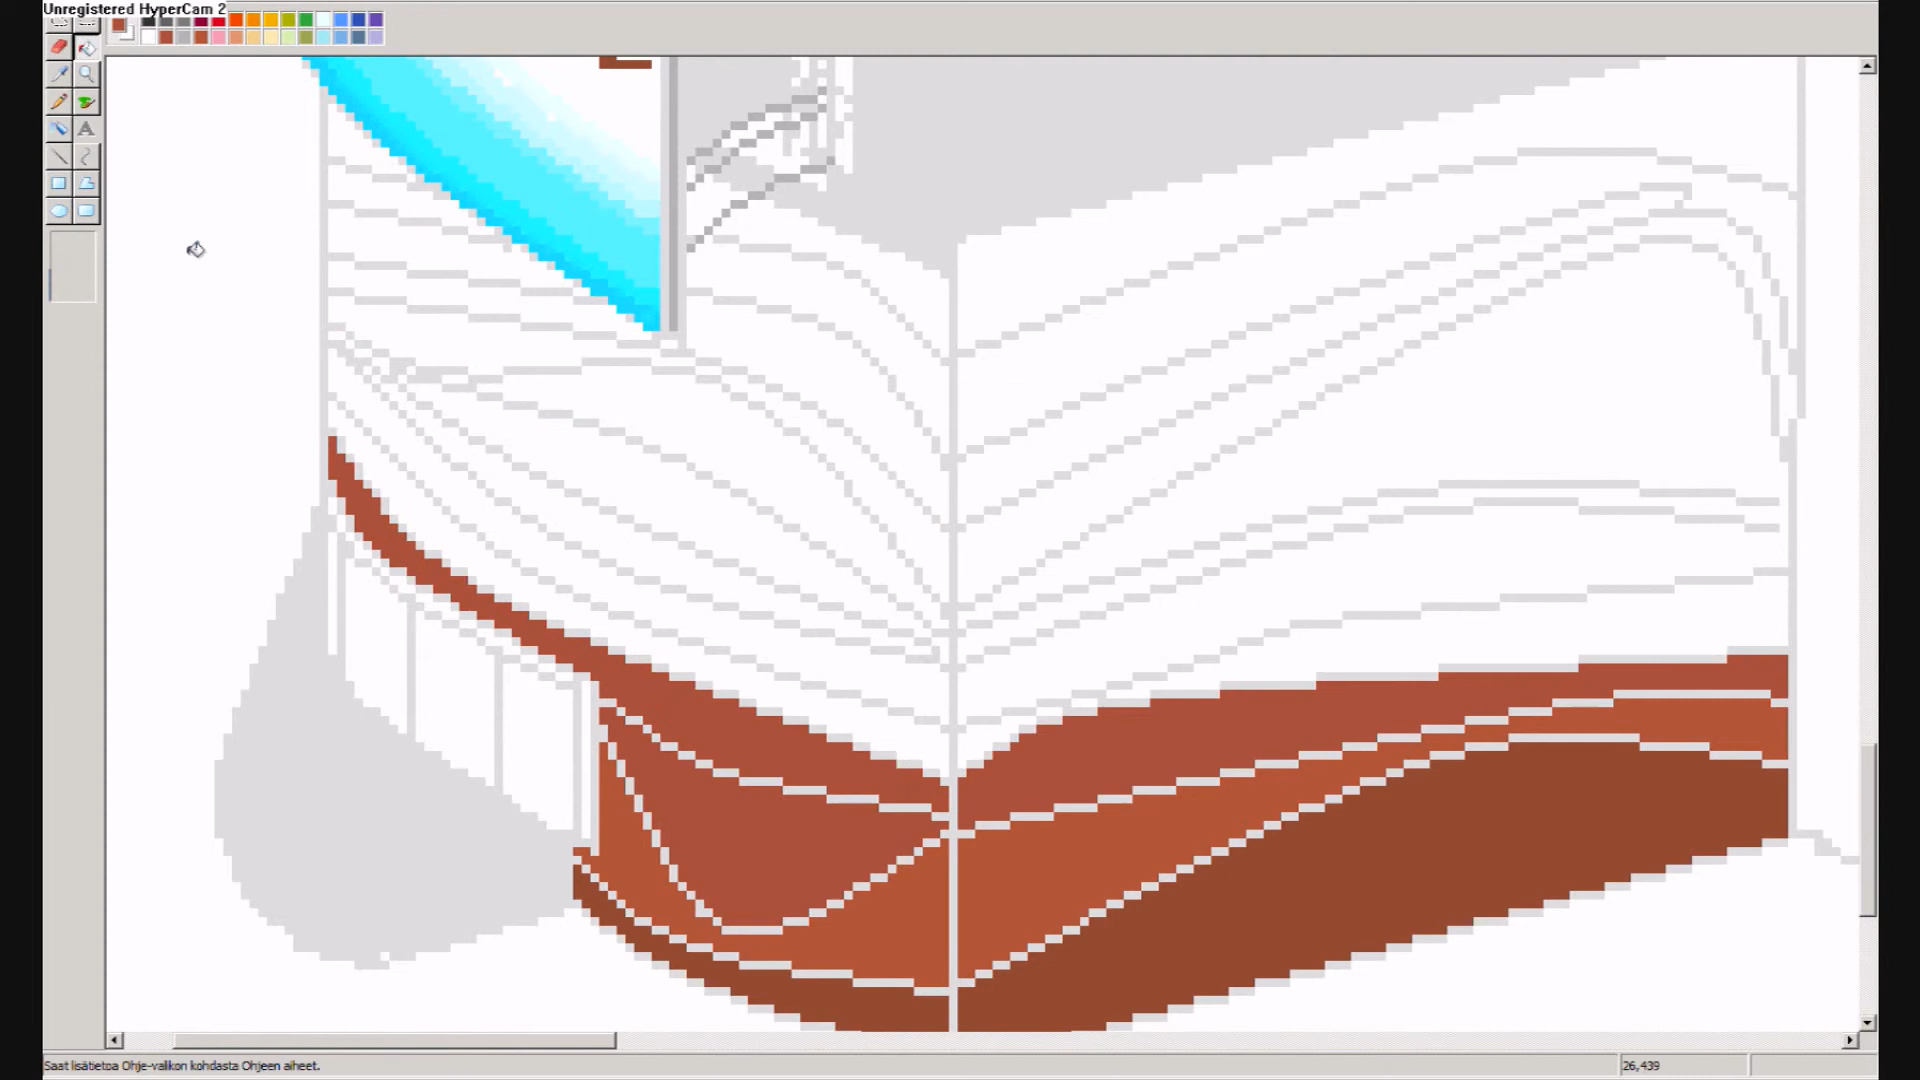 Unregistered HyperCam 2
A
Saat lisätietoa Ohje-valikon kohdasta Ohjeen aiheet.
26,439